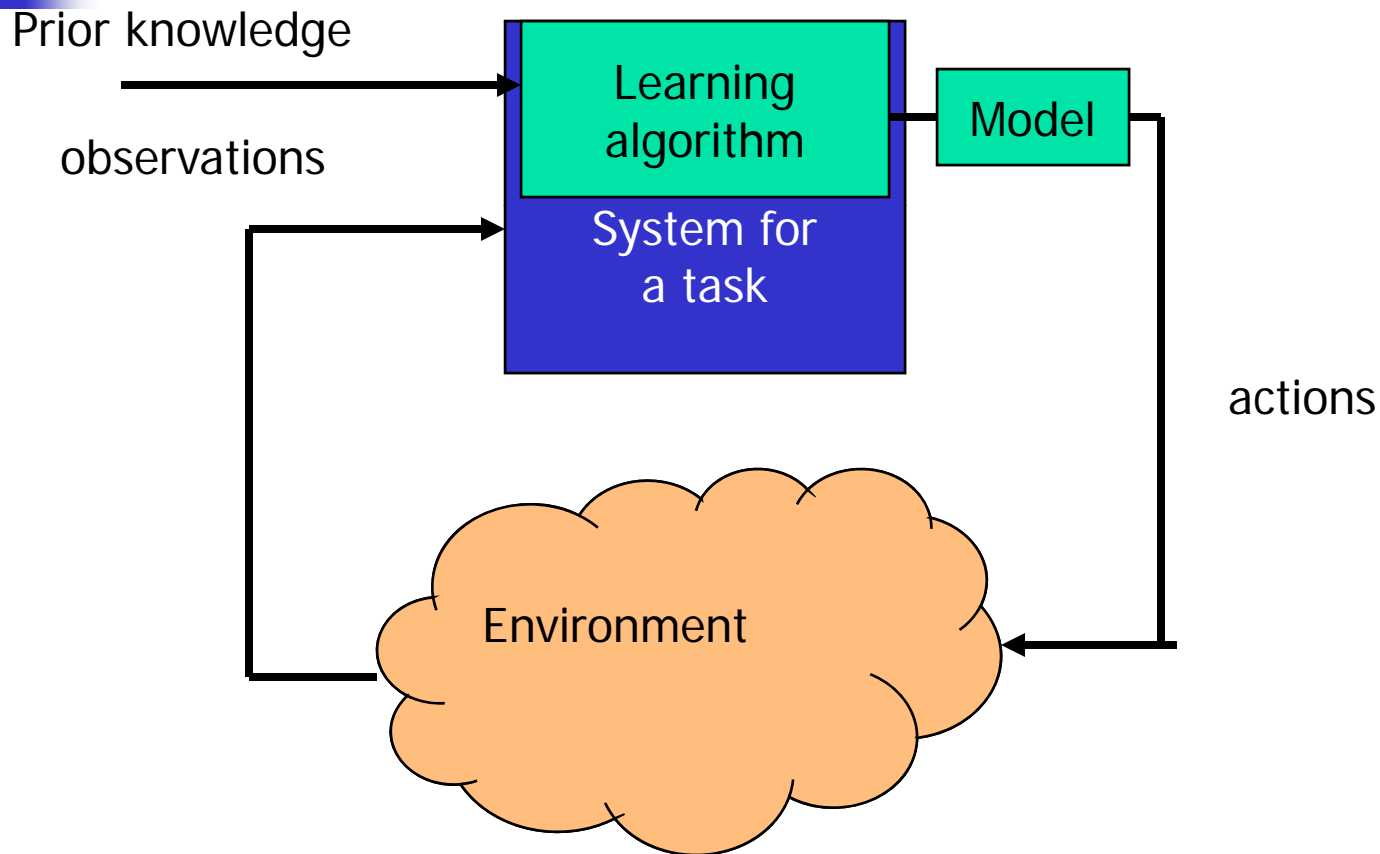 Prior knowledge
Learning
algorithm
Model
observations
System for
a task
actions
Environment